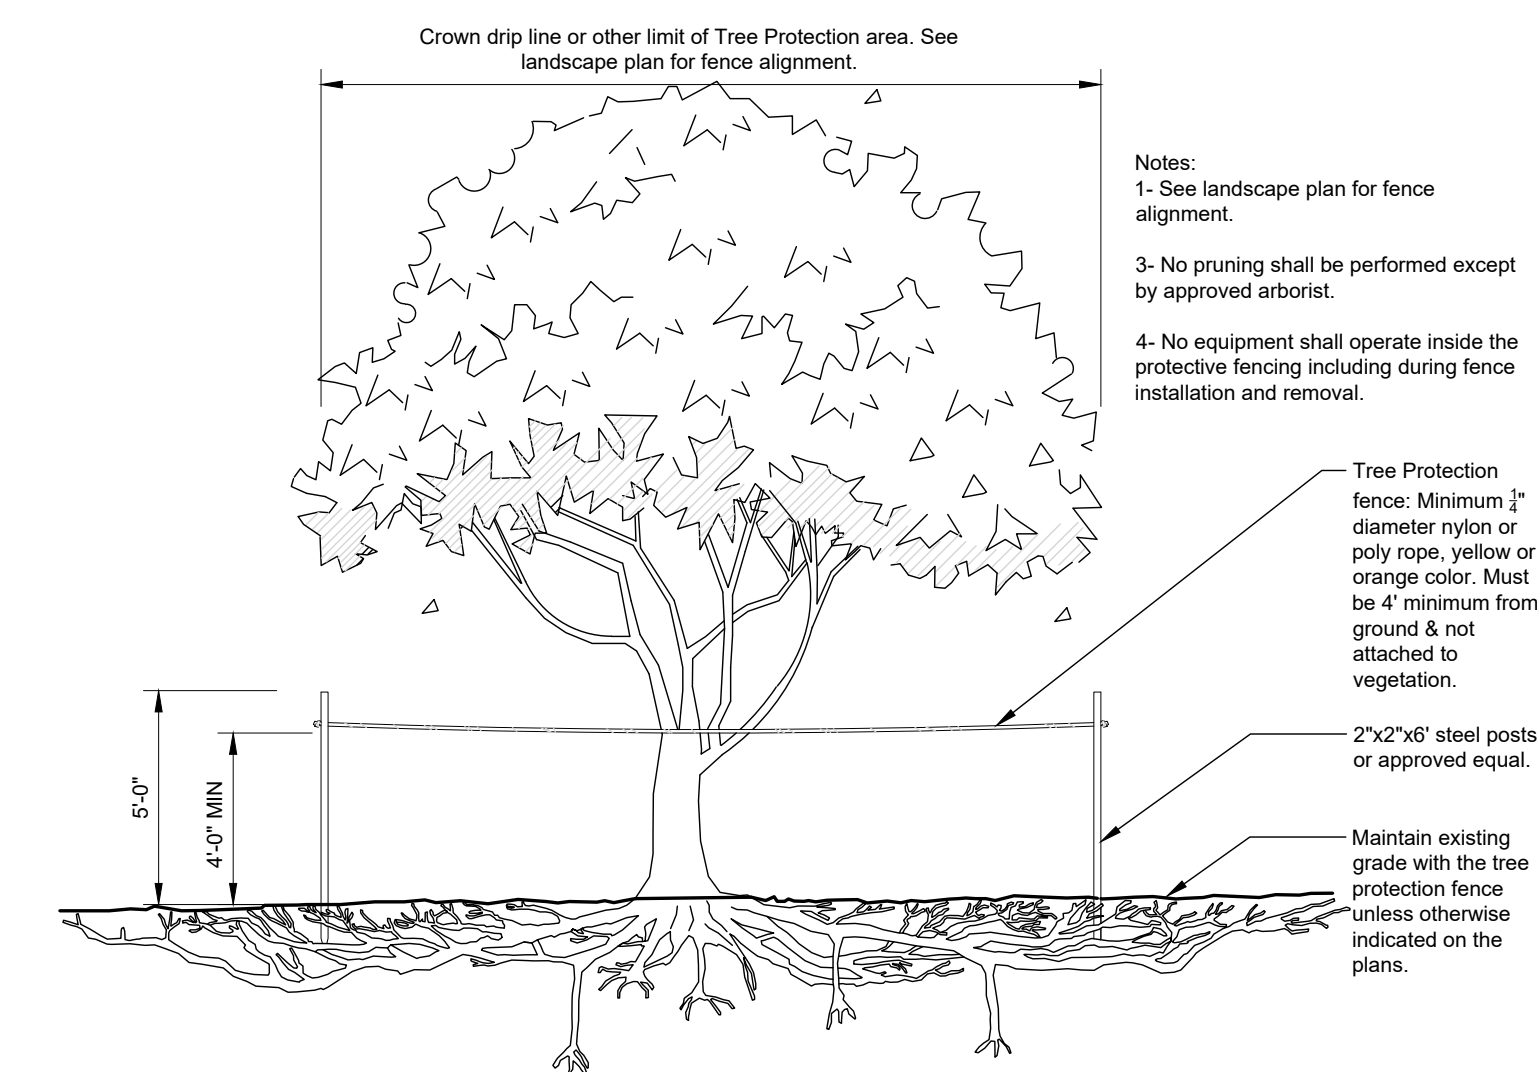 Crown drip line or other limit of Tree Protection area. See
landscape plan for fence alignment.
Notes:
1- See landscape plan for fence
alignment.
3- No pruning shall be performed except
by approved arborist.
4- No equipment shall operate inside the
protective fencing including during fence
installation and removal.
Tree Protection
fence: Minimum 1/4"
diameter nylon or
poly rope, yellow or
orange color. Must
be 4' minimum from
ground & not
attached to
vegetation.
2"x2"x6' steel posts
or approved equal.
Maintain existing
grade with the tree
protection fence
unless otherwise
indicated on the
plans.
5'-0"
4'-0" MIN